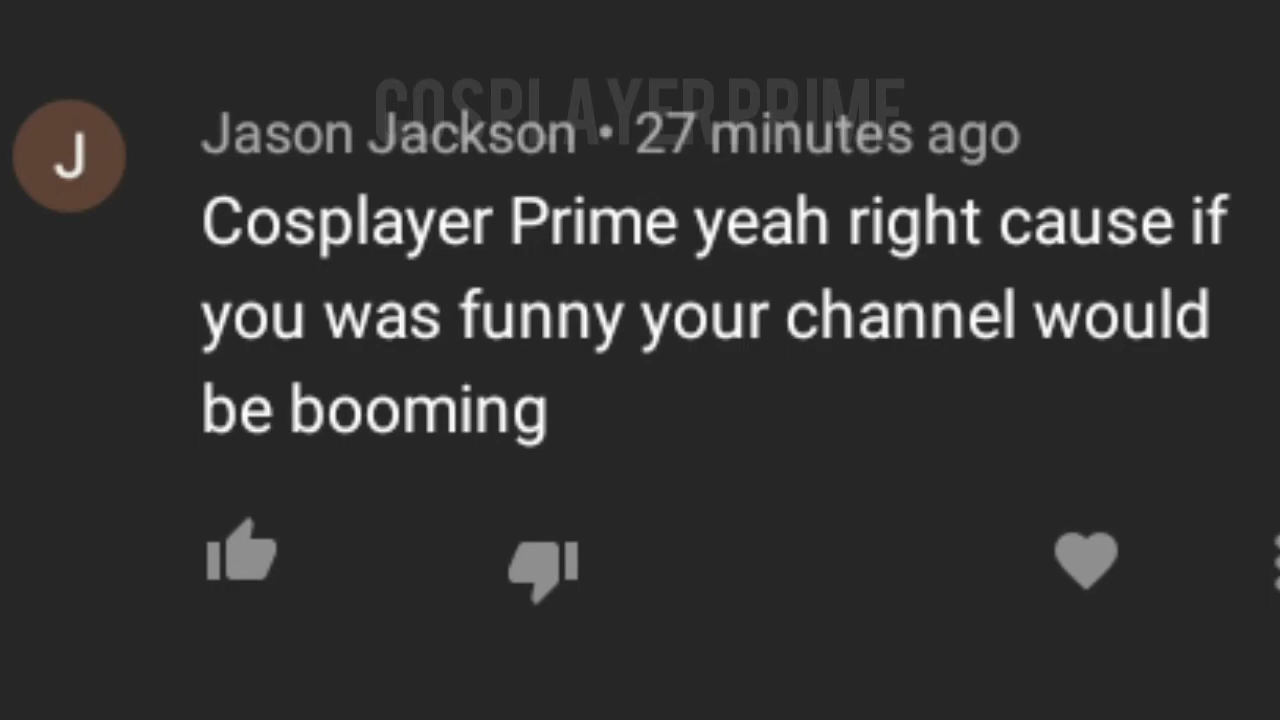 COSPLAYER PRIME
J
Jason Jackson • 27 minutes ago
Cosplayer Prime yeah right cause if
you was funny your channel would
be booming